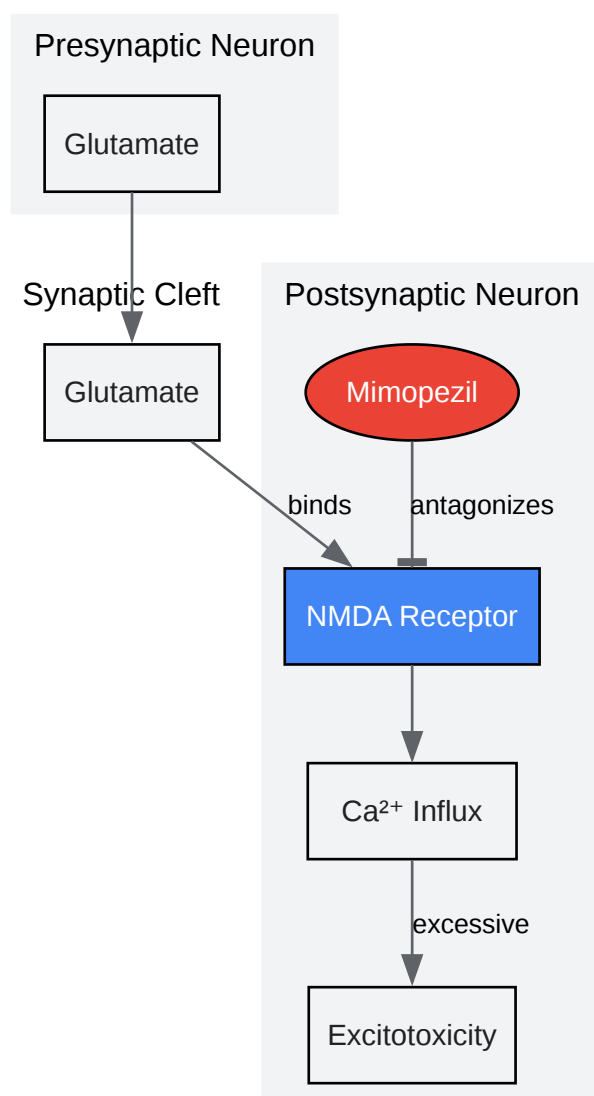 Presynaptic Neuron
Glutamate
Synaptic Cleft
Postsynaptic Neuron
Glutamate
Mimopezil
binds
antagonizes
NMDA Receptor
Ca²⁺ Influx
excessive
Excitotoxicity